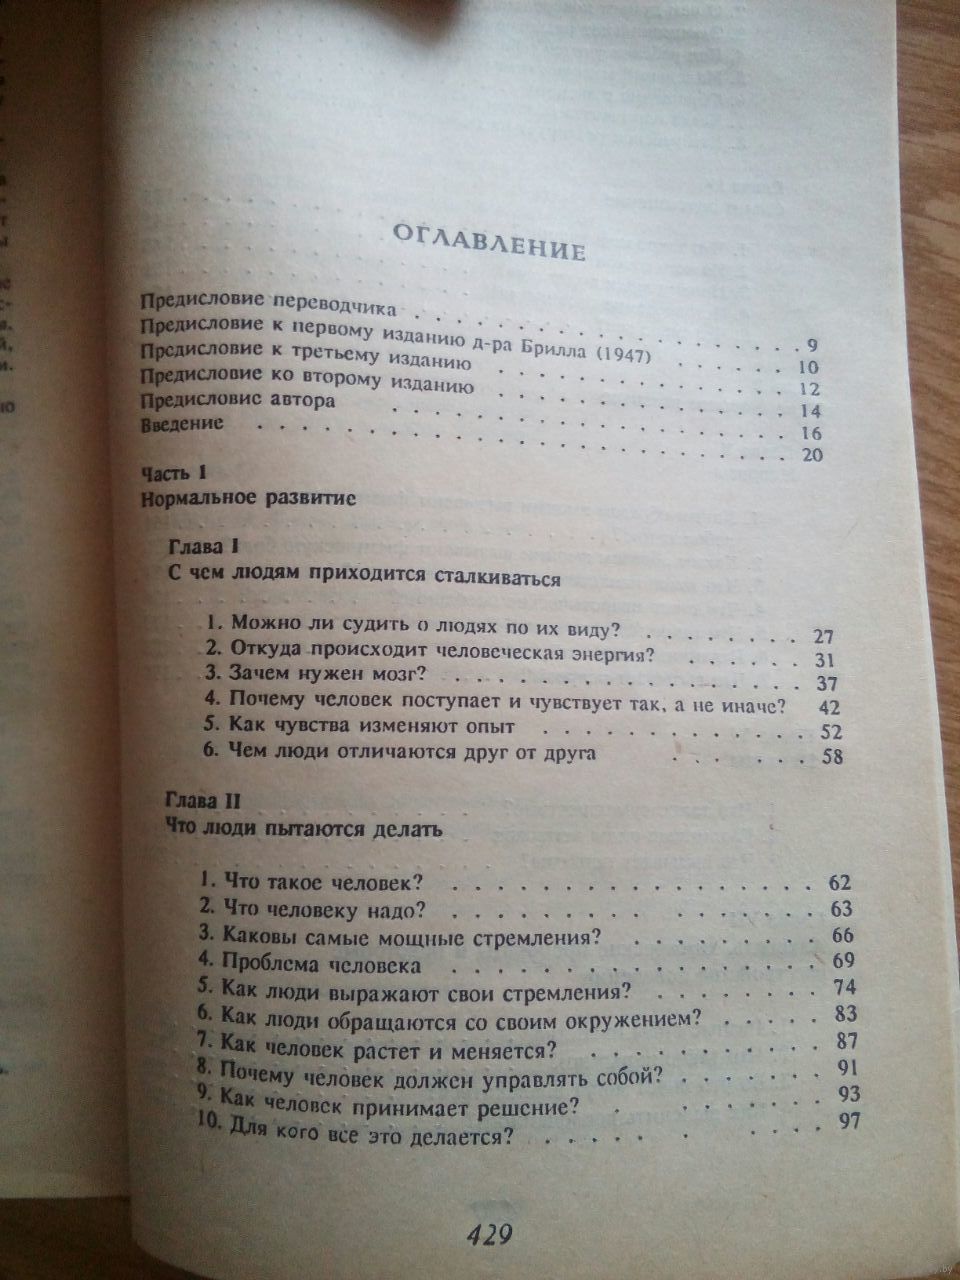 ОГЛАВЛЕНИЕ
Предисловие переводчика . . . . . . . . . . . . . . 9
Предисловие к первому изданию д-ра Брилла (1947) . . . . . . 10
Предисловие к третьему изданию . . . . . . . . . . . . 12
Предисловие ко второму изданию . . . . . . . . . . . . 14
Предисловие автора . . . . . . . . . . . . . . 16
Введение . . . . . . . . . . . . . . . . . . . 20
Часть 1
Нормальное развитие
Глава I
С чем людям приходится сталкиваться
1. Можно ли судить о людях по их виду? . . . . . . . . 27
2. Откуда происходит человеческая энергия? . . . . . . 31
3. Зачем нужен мозг? . . . . . . . . . . . . . . . . 37
4. Почему человек поступает и чувствует так, а не иначе? 42
5. Как чувства изменяют опыт . . . . . . . . . . . . 52
6. Чем люди отличаются друг от друга . . . . . . 58
Глава II
Что люди пытаются делать
1. Что такое человек? . . . . . . . . . . . . . . . . 62
2. Что человеку надо? . . . . . . . . . . . . . . 63
3. Каковы самые мощные стремления? . . . . . . . . . 66
4. Проблема человека . . . . . . . . . . . . . . . 69
5. Как люди выражают свои стремления? . . . . . . . . 74
6. Как люди обращаются со своим окружением? . . . . . 83
7. Как человек растет и меняется? . . . . . . . . . . . 87
8. Почему человек должен управлять собой? . . . . . . . 91
9. Как человек принимает решение? . . . . . . . . 93
10. Для кого все это делается? . . . . . . . . . . 97
429